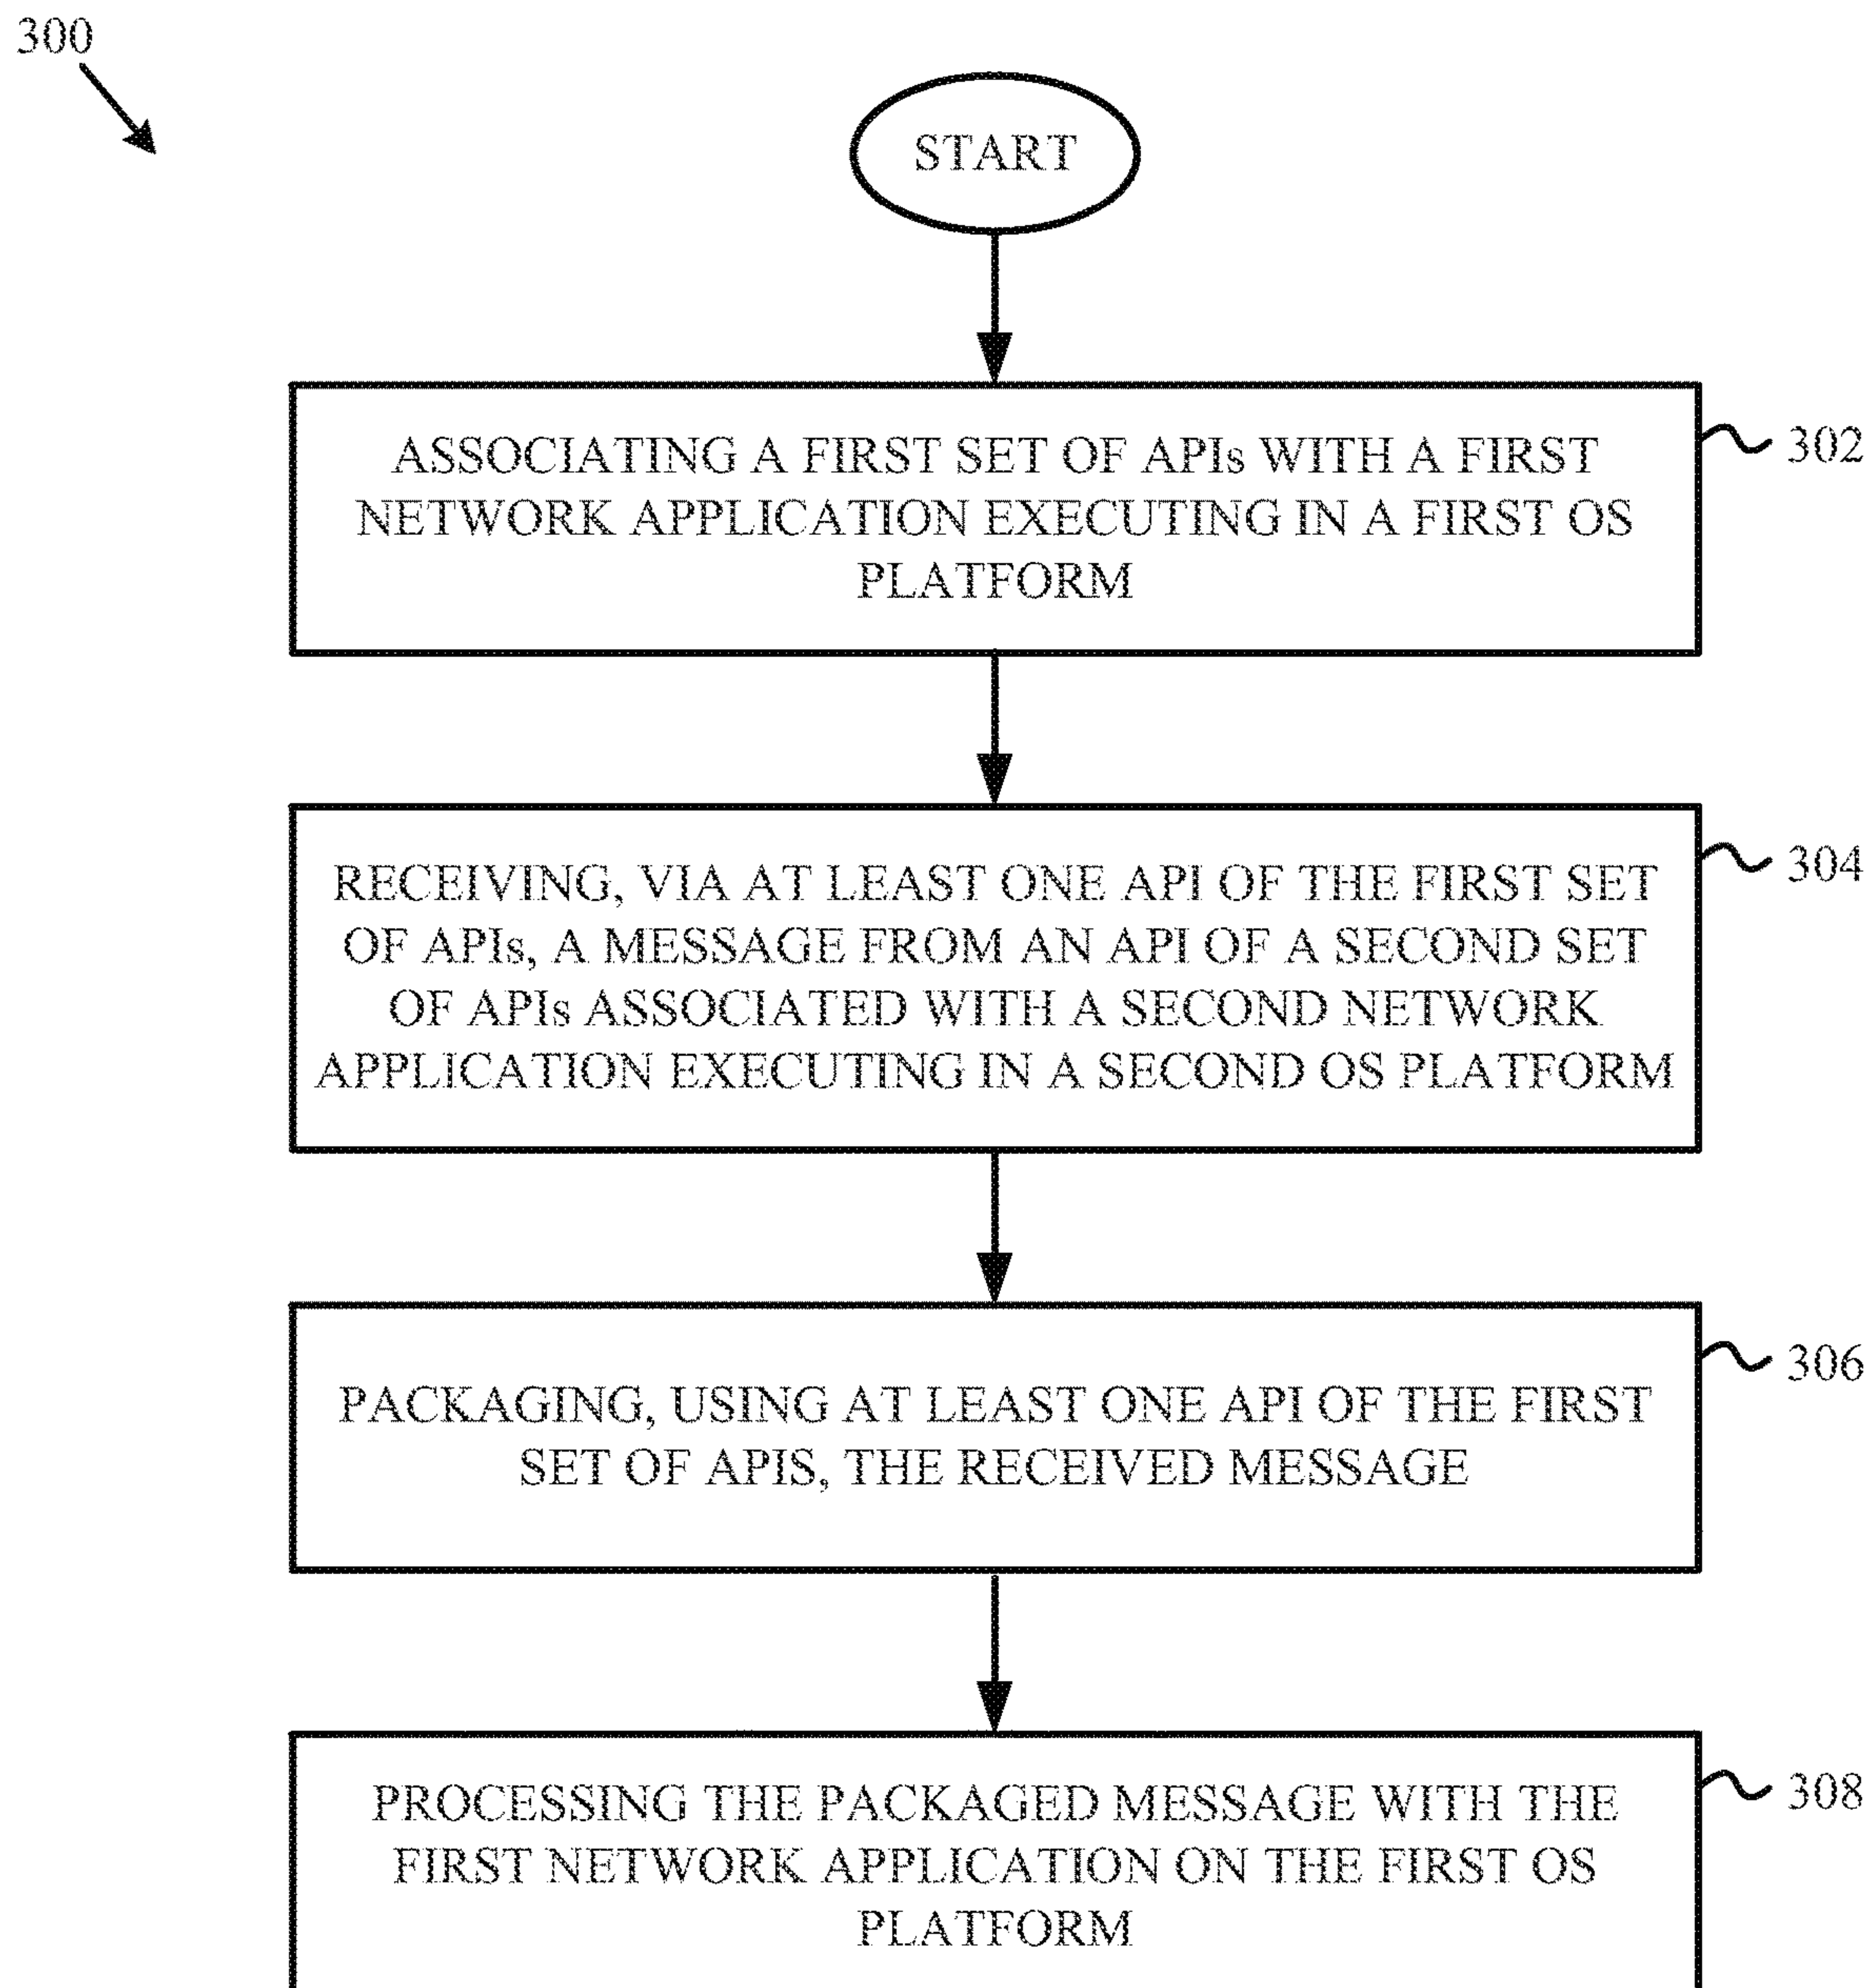 300
START
ASSOCIATING A FIRST SET OF APIs WITH A FIRST
NETWORK APPLICATION EXECUTING IN A FIRST OS
PLATFORM
302
RECEIVING, VIA AT LEAST ONE API OF THE FIRST SET
OF APIs, A MESSAGE FROM AN API OF A SECOND SET
OF APIs ASSOCIATED WITH A SECOND NETWORK
APPLICATION EXECUTING IN A SECOND OS PLATFORM
304
PACKAGING, USING AT LEAST ONE API OF THE FIRST
SET OF APIS, THE RECEIVED MESSAGE
306
PROCESSING THE PACKAGED MESSAGE WITH THE
FIRST NETWORK APPLICATION ON THE FIRST OS
PLATFORM
308